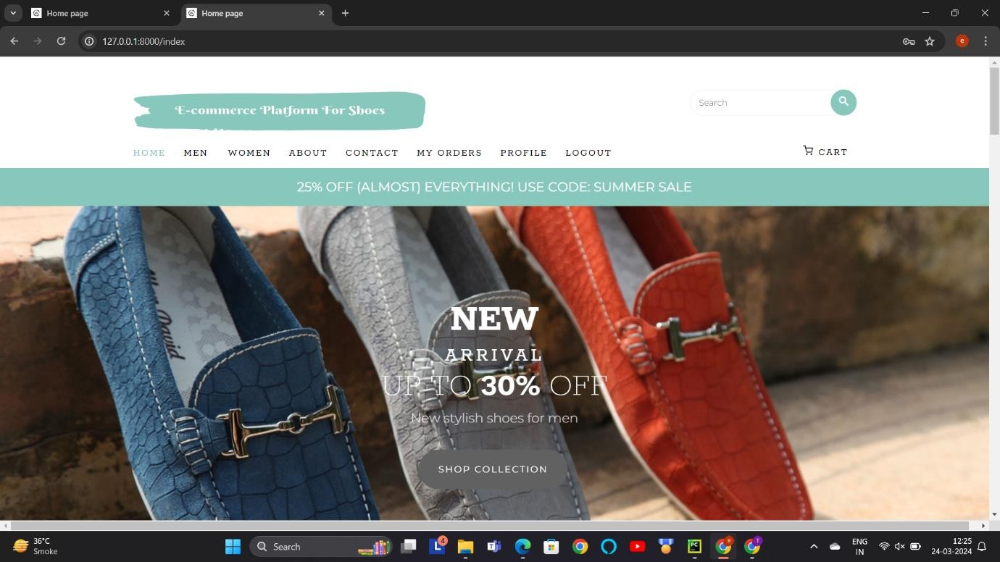 Home page
Home page
127.0.0.1:8000/index
e
E-commerce Platform For Shoes
Search
HOME MEN WOMEN ABOUT CONTACT MY ORDERS PROFILE LOGOUT CART
25% OFF (ALMOST) EVERYTHING! USE CODE: SUMMER SALE
NEW
ARRIVAL
UP TO 30% OFF
New stylish shoes for men
SHOP COLLECTION
36°C
Smoke
Search
L
4
PC
e
T
ENG
IN
12:25
24-03-2024